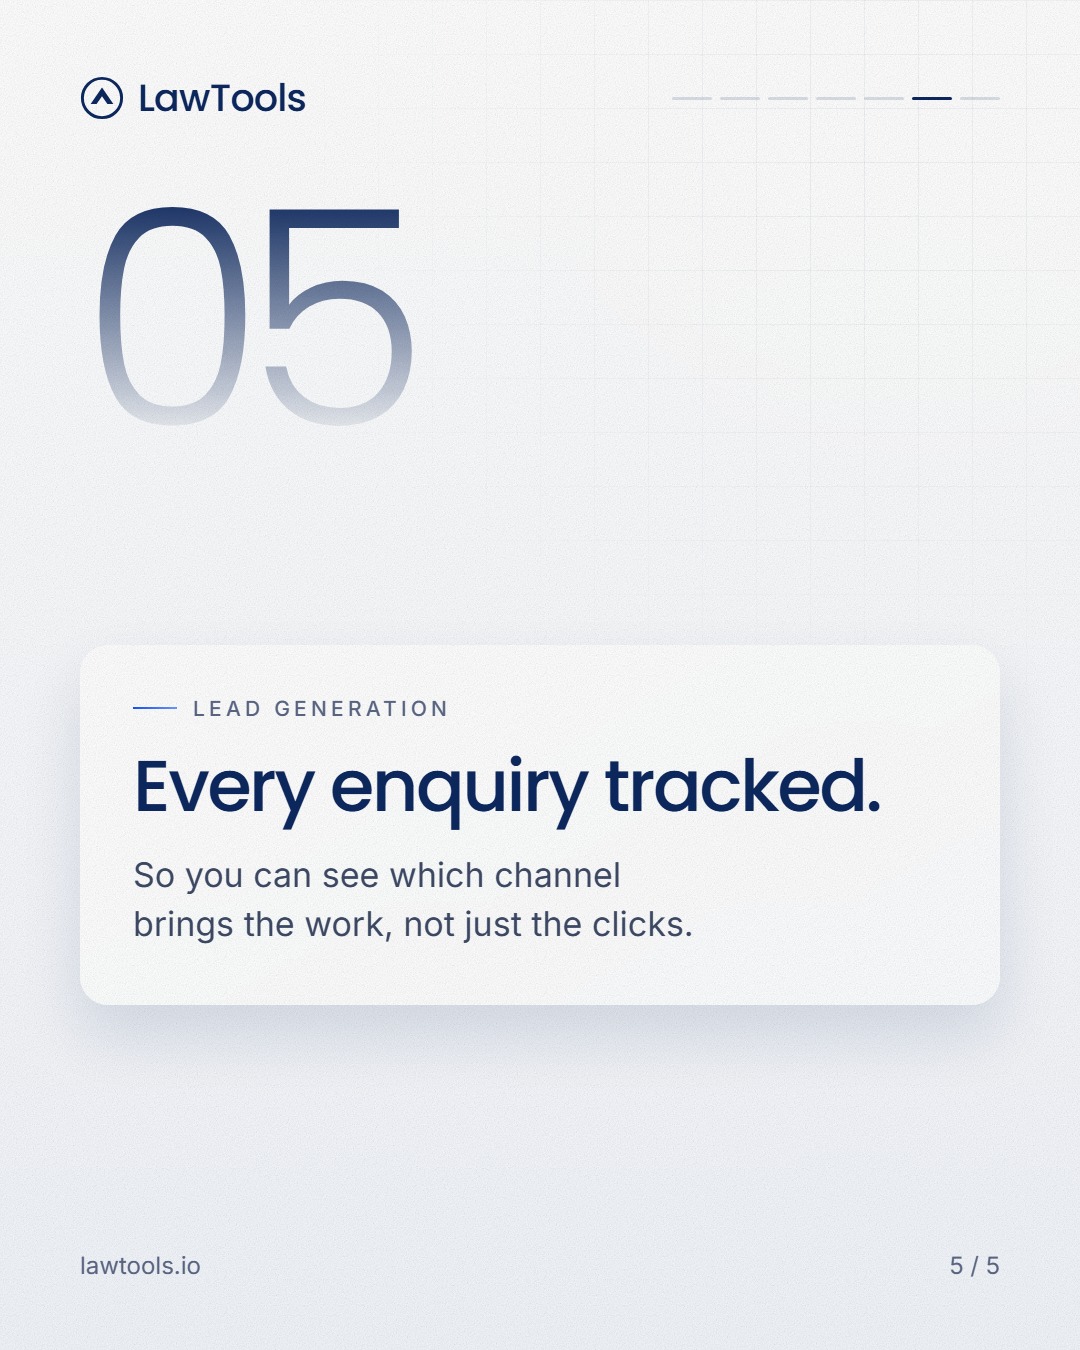 LawTools
05
LEAD GENERATION
Every enquiry tracked.
So you can see which channel
brings the work, not just the clicks.
lawtools.io
5 / 5